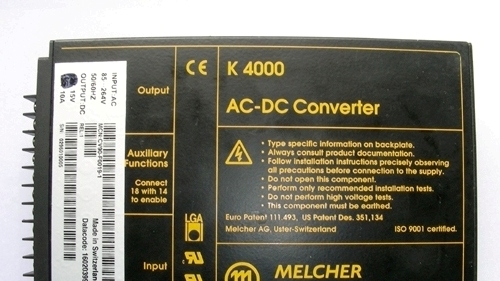 INPUT AC
85 264V
50/60HZ
OUTPUT DC
15V
10A
Made in Switzerland
Output
Auxiliary
Functions
Connect
18 with 14
to enable
Input
CE K 4000
AC-DC Converter
• Type specific information on backplate.
• Always consult product documentation.
• Follow installation instructions precisely observing
all precautions before connection to the supply.
Do not open this component.
• Perform only recommended installation tests.
• Do not perform high voltage tests.
• This component must be earthed.
LGA
Euro Patent 111.493, US Patent Des. 351,134
Melcher AG, Uster-Switzerland ISO 9001 certified.
MELCHER